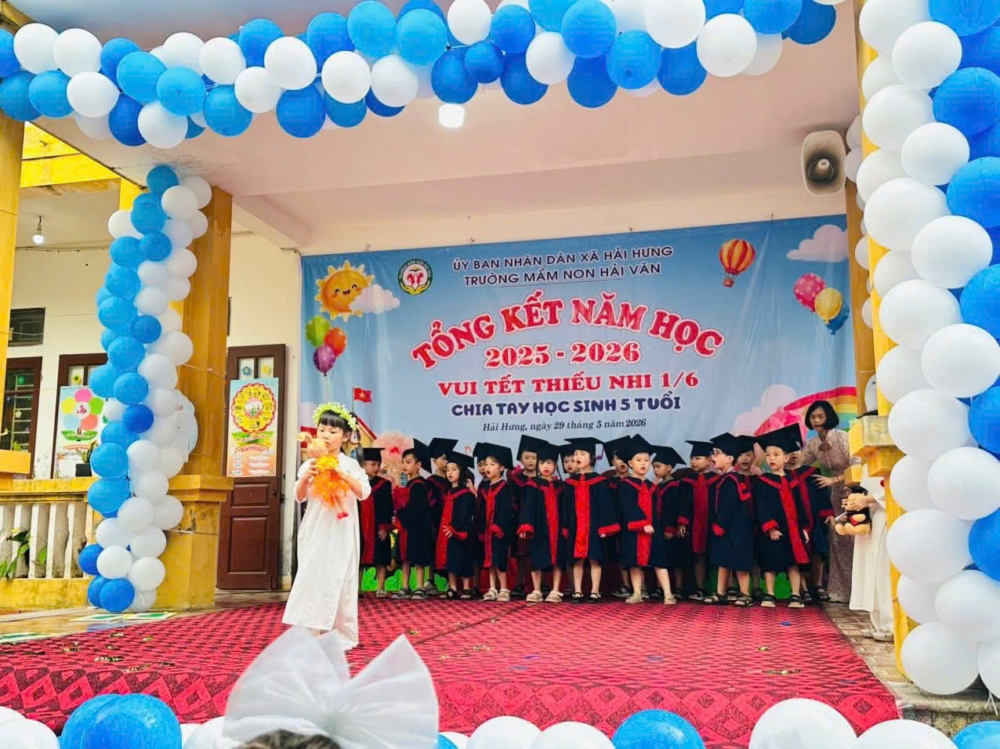 ỦY BAN NHÂN DÂN XÃ HẢI HƯNG
TRƯỜNG MẦM NON HẢI VÂN
TỔNG KẾT NĂM HỌC
2025 - 2026
VUI TẾT THIẾU NHI 1/6
CHIA TAY HỌC SINH 5 TUỔI
Hải Hưng, ngày 29 tháng 5 năm 2026